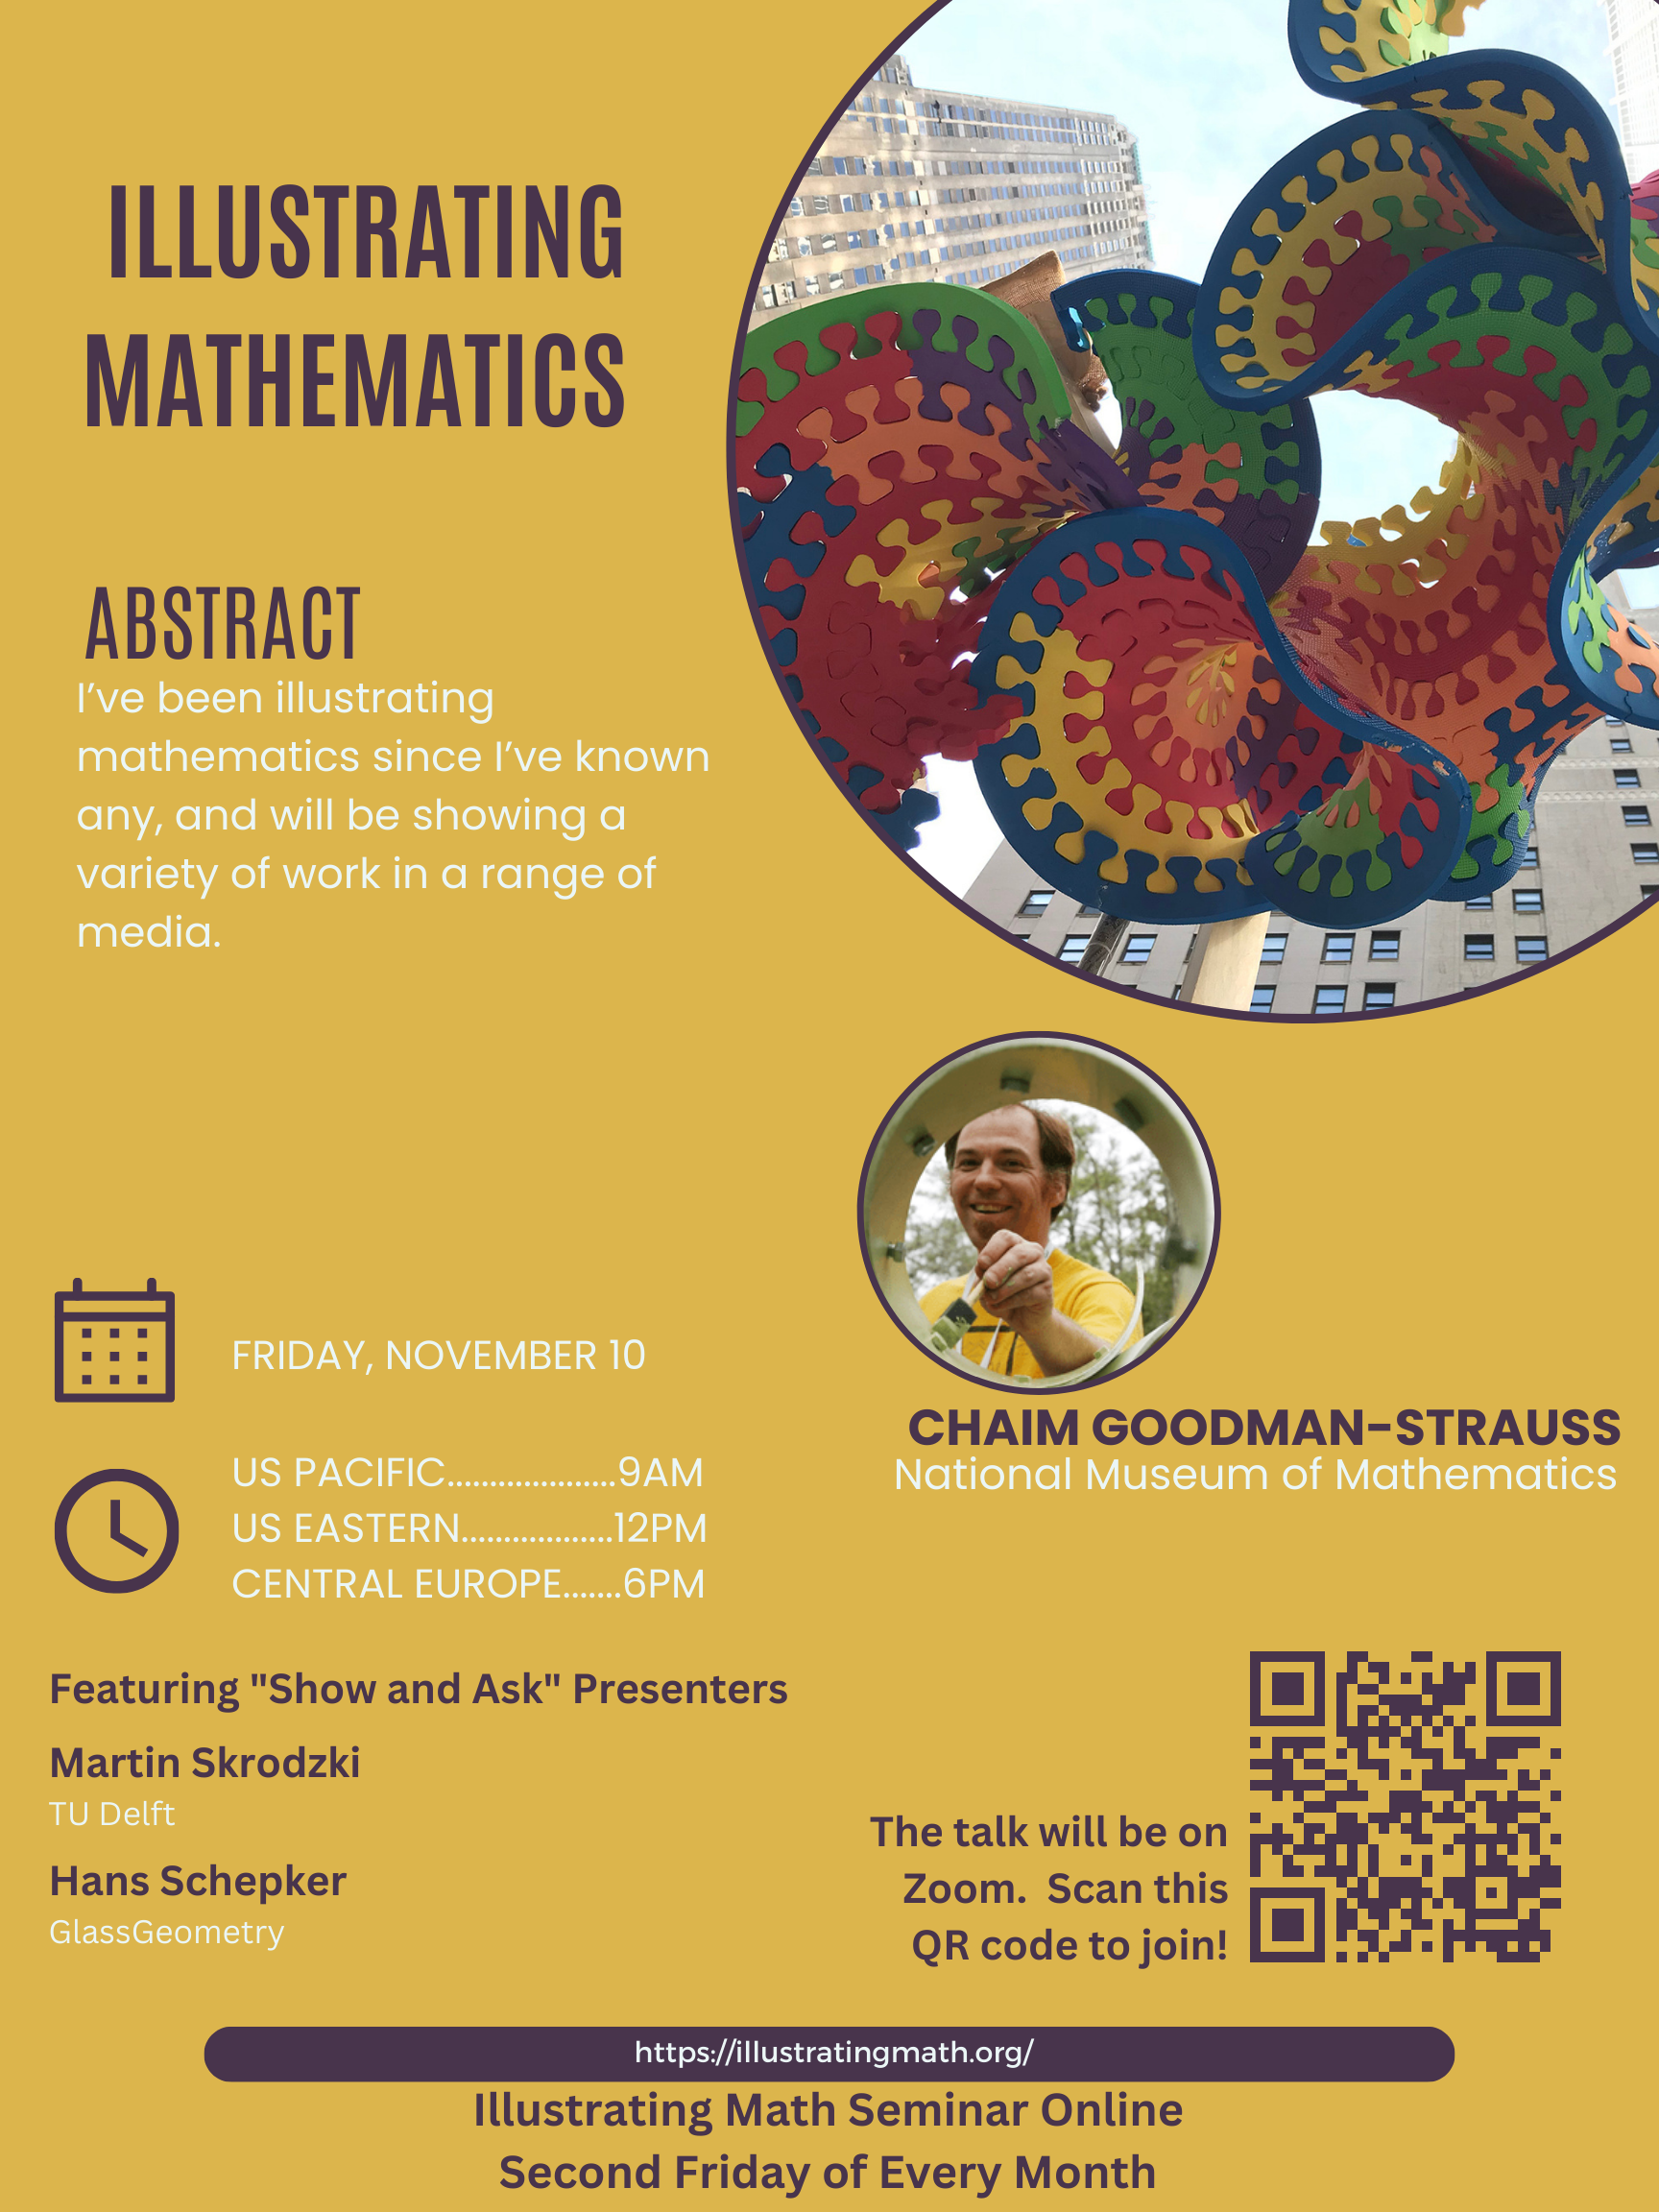 ILLUSTRATING
MATHEMATICS
ABSTRACT
I’ve been illustrating
mathematics since I’ve known
any, and will be showing a
variety of work in a range of
media.
FRIDAY, NOVEMBER 10
US PACIFIC....................9AM
US EASTERN..................12PM
CENTRAL EUROPE.......6PM
CHAIM GOODMAN-STRAUSS
National Museum of Mathematics
Featuring "Show and Ask" Presenters
Martin Skrodzki
TU Delft
Hans Schepker
GlassGeometry
The talk will be on
Zoom.  Scan this
QR code to join!
https://illustratingmath.org/
Illustrating Math Seminar Online
Second Friday of Every Month